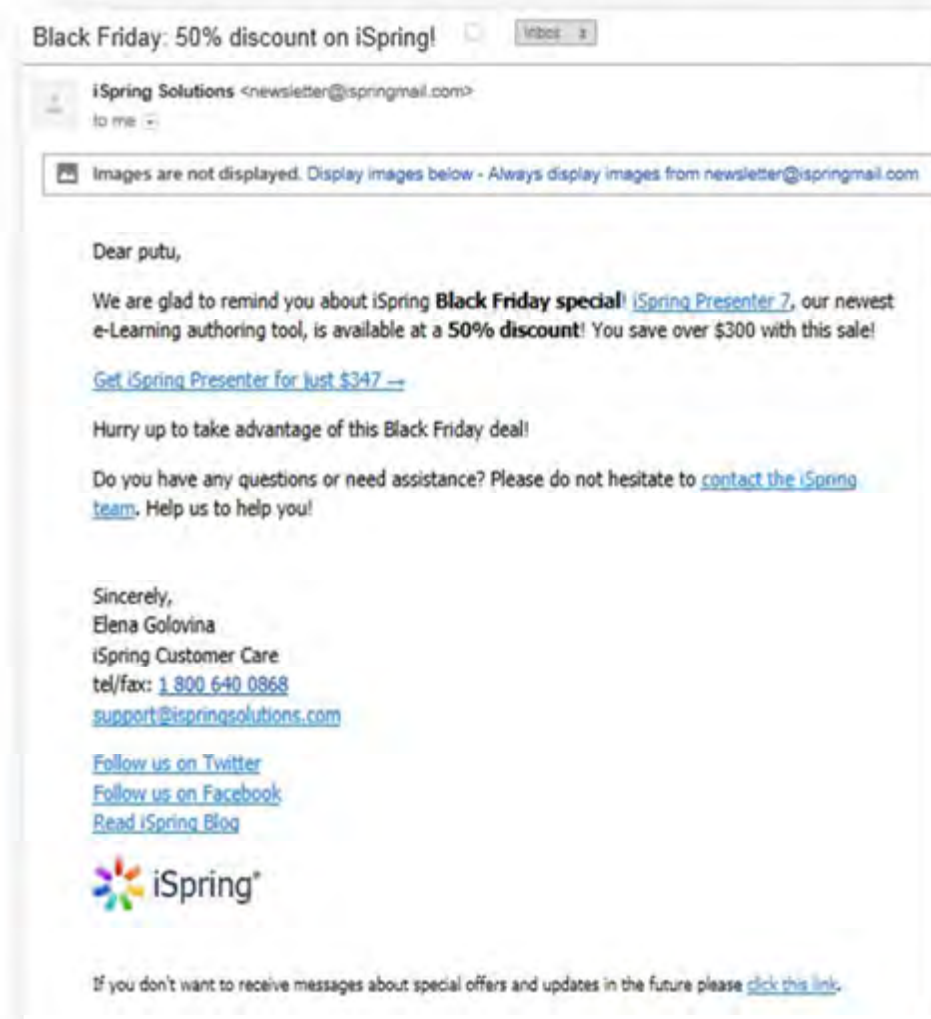 Black Friday: 50% discount on iSpring!
Inbox x
iSpring Solutions <newsletter@ispringmail.com>
to me
Images are not displayed. Display images below - Always display images from newsletter@ispringmail.com
Dear putu,
We are glad to remind you about iSpring Black Friday special! iSpring Presenter 7, our newest
e-Learning authoring tool, is available at a 50% discount! You save over $300 with this sale!
Get iSpring Presenter for just $347 →
Hurry up to take advantage of this Black Friday deal!
Do you have any questions or need assistance? Please do not hesitate to contact the iSpring
team. Help us to help you!
Sincerely,
Elena Golovina
iSpring Customer Care
tel/fax: 1 800 640 0868
support@ispringsolutions.com
Follow us on Twitter
Follow us on Facebook
Read iSpring Blog
iSpring®
If you don't want to receive messages about special offers and updates in the future please click this link.